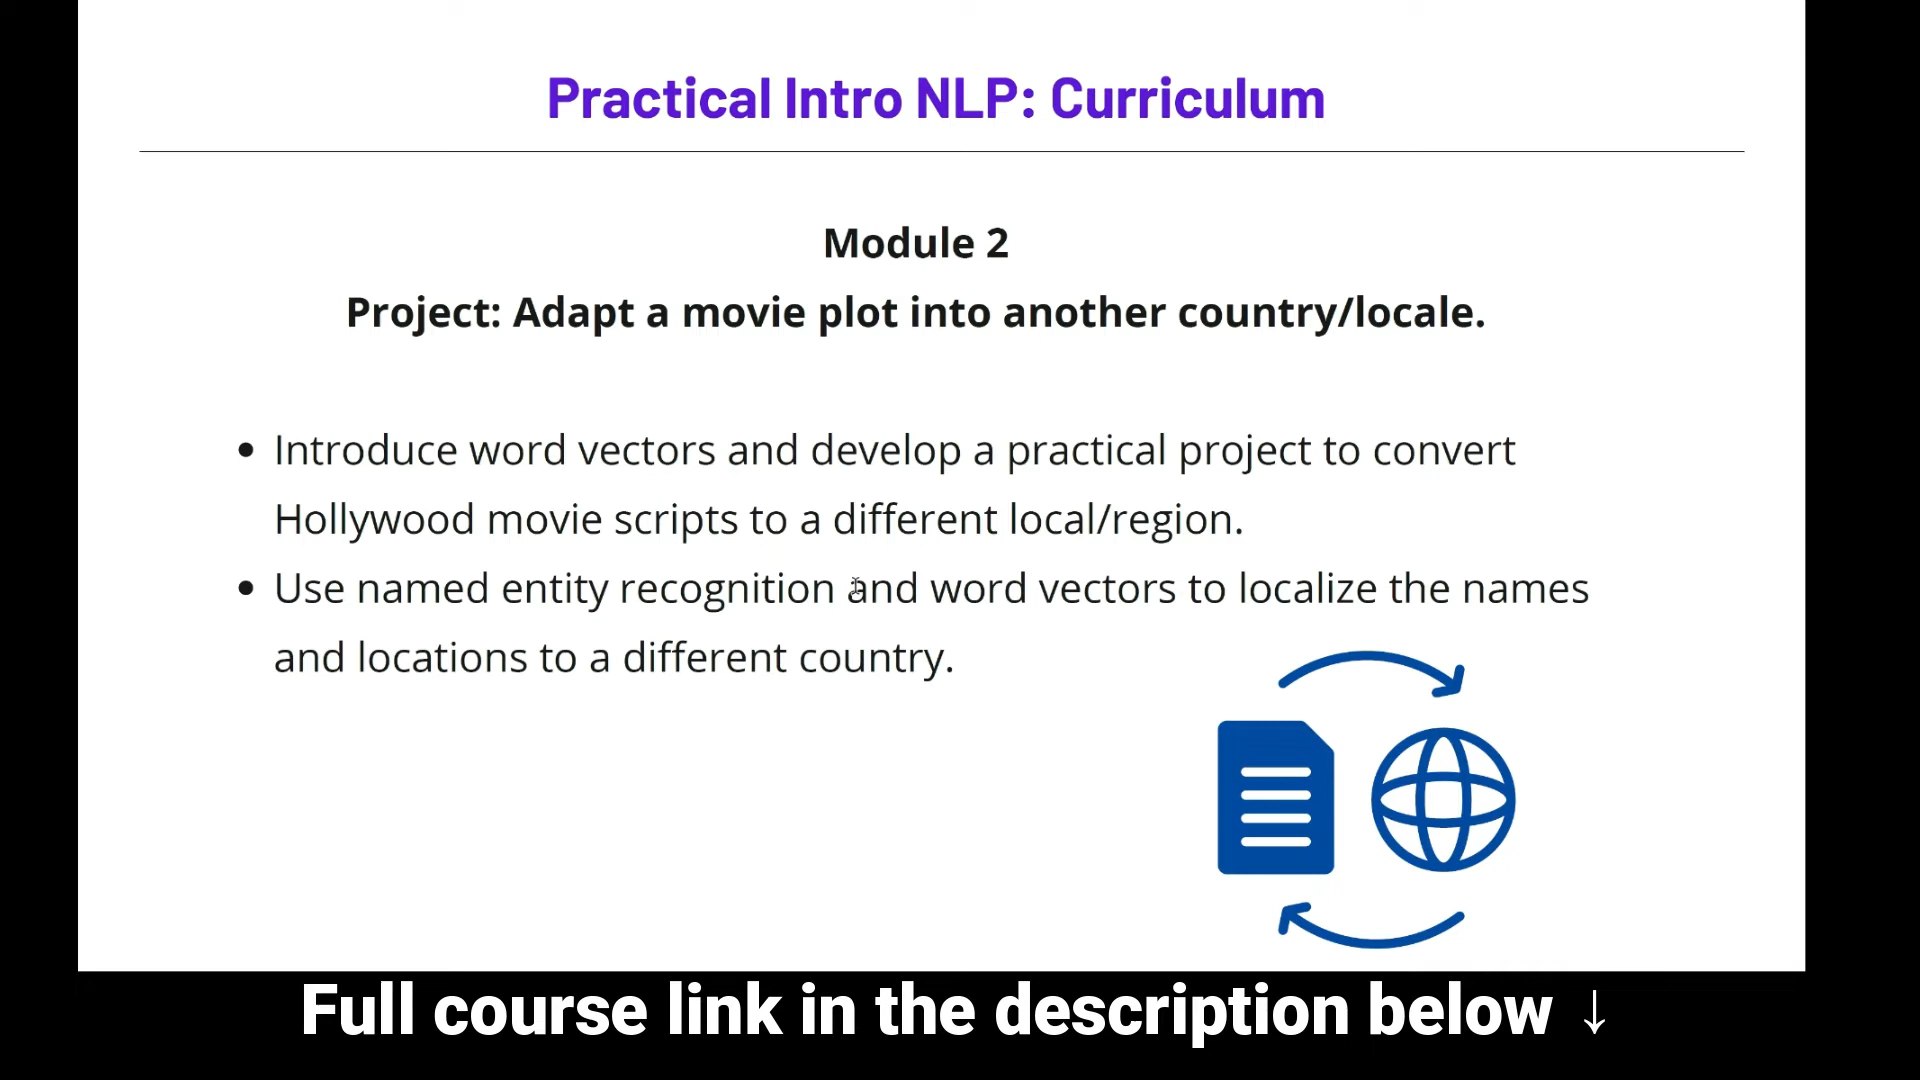 Practical Intro NLP: Curriculum
Module 2
Project: Adapt a movie plot into another country/locale.
• Introduce word vectors and develop a practical project to convert
Hollywood movie scripts to a different local/region.
• Use named entity recognition and word vectors to localize the names
and locations to a different country.
Full course link in the description below ↓